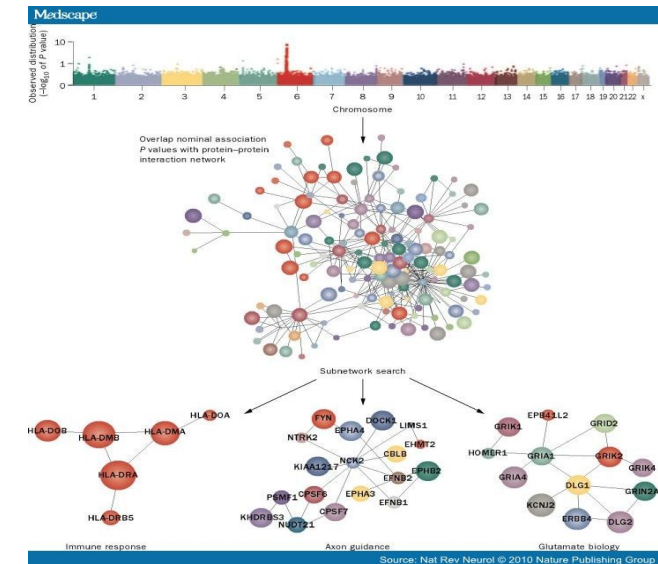 Medscape
Observed distribution
(–log₁₀ of P value)
10
1
0
1 2 3 4 5 6 7 8 9 10 11 12 13 14 15 16 17 18 19 20 21 22 x
Chromosome
Overlap nominal association
P values with protein–protein
interaction network
Subnetwork search
HLA-DOB
HLA-DMB
HLA-DMA
HLA-DOA
HLA-DRA
HLA-DRB5
Immune response
FYN
EPHA4
DOCK1
LIMS1
NTRK2
EHMT2
NCK2
CBLB
KIAA1217
EPHB2
EFNB2
PSMF1
CPSF6
EPHA3
EFNB1
KHDRBS3
NUDT21
CPSF7
Axon guidance
EPB41L2
GRIK1
GRID2
HOMER1
GRIA1
GRIK2
GRIK4
GRIA4
DLG1
GRIN2A
KCNJ2
ERBB4
DLG2
Glutamate biology
Source: Nat Rev Neurol © 2010 Nature Publishing Group